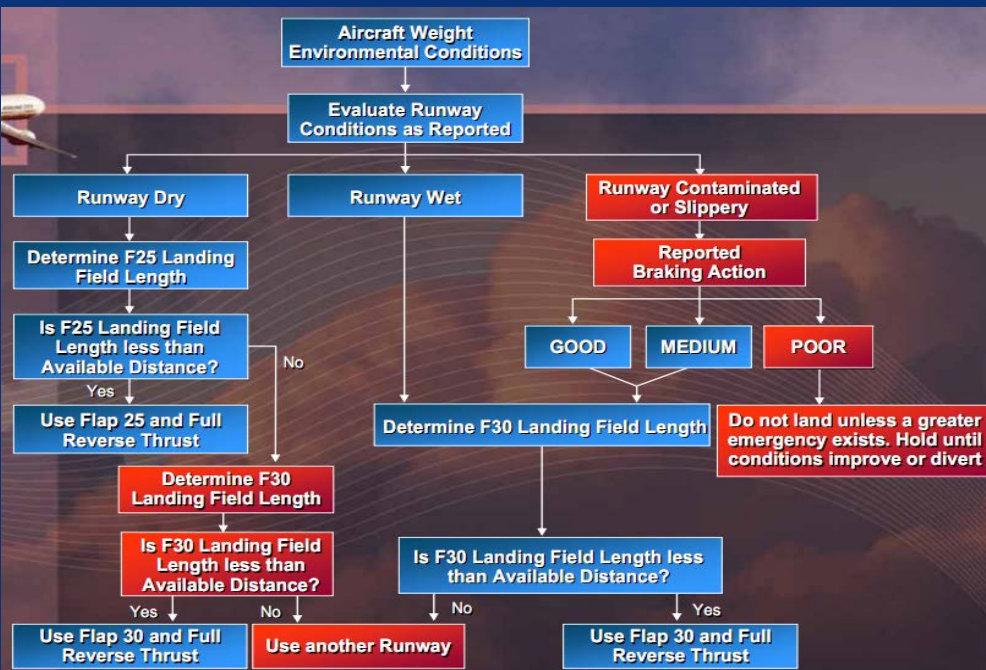 Aircraft Weight
Environmental Conditions
Evaluate Runway
Conditions as Reported
Runway Dry
Runway Wet
Runway Contaminated
or Slippery
Determine F25 Landing
Field Length
Reported
Braking Action
Is F25 Landing Field
Length less than
Available Distance?
No
Yes
GOOD
MEDIUM
POOR
Use Flap 25 and Full
Reverse Thrust
Determine F30 Landing Field Length
Do not land unless a greater
emergency exists. Hold until
conditions improve or divert
Determine F30
Landing Field Length
Is F30 Landing Field
Length less than
Available Distance?
Is F30 Landing Field Length less
than Available Distance?
Yes
No
No
Yes
Use Flap 30 and Full
Reverse Thrust
Use another Runway
Use Flap 30 and Full
Reverse Thrust